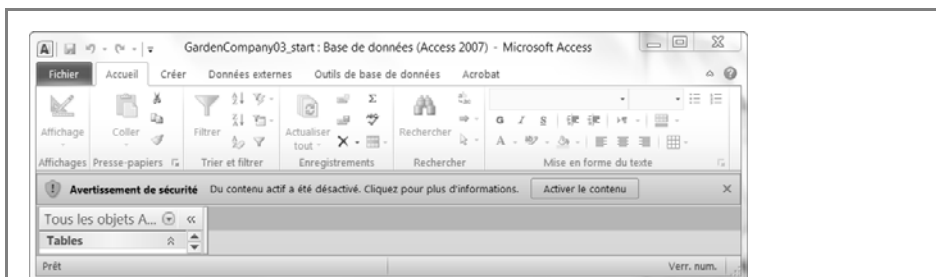 A GardenCompany03_start : Base de données (Access 2007) - Microsoft Access
Fichier Accueil Créer Données externes Outils de base de données Acrobat
Affichage Coller Filtrer Actualiser tout Rechercher G I S A
Affichages Presse-papiers Trier et filtrer Enregistrements Rechercher Mise en forme du texte
Avertissement de sécurité Du contenu actif a été désactivé. Cliquez pour plus d'informations. Activer le contenu
Tous les objets A...
Tables
Prêt Verr. num.